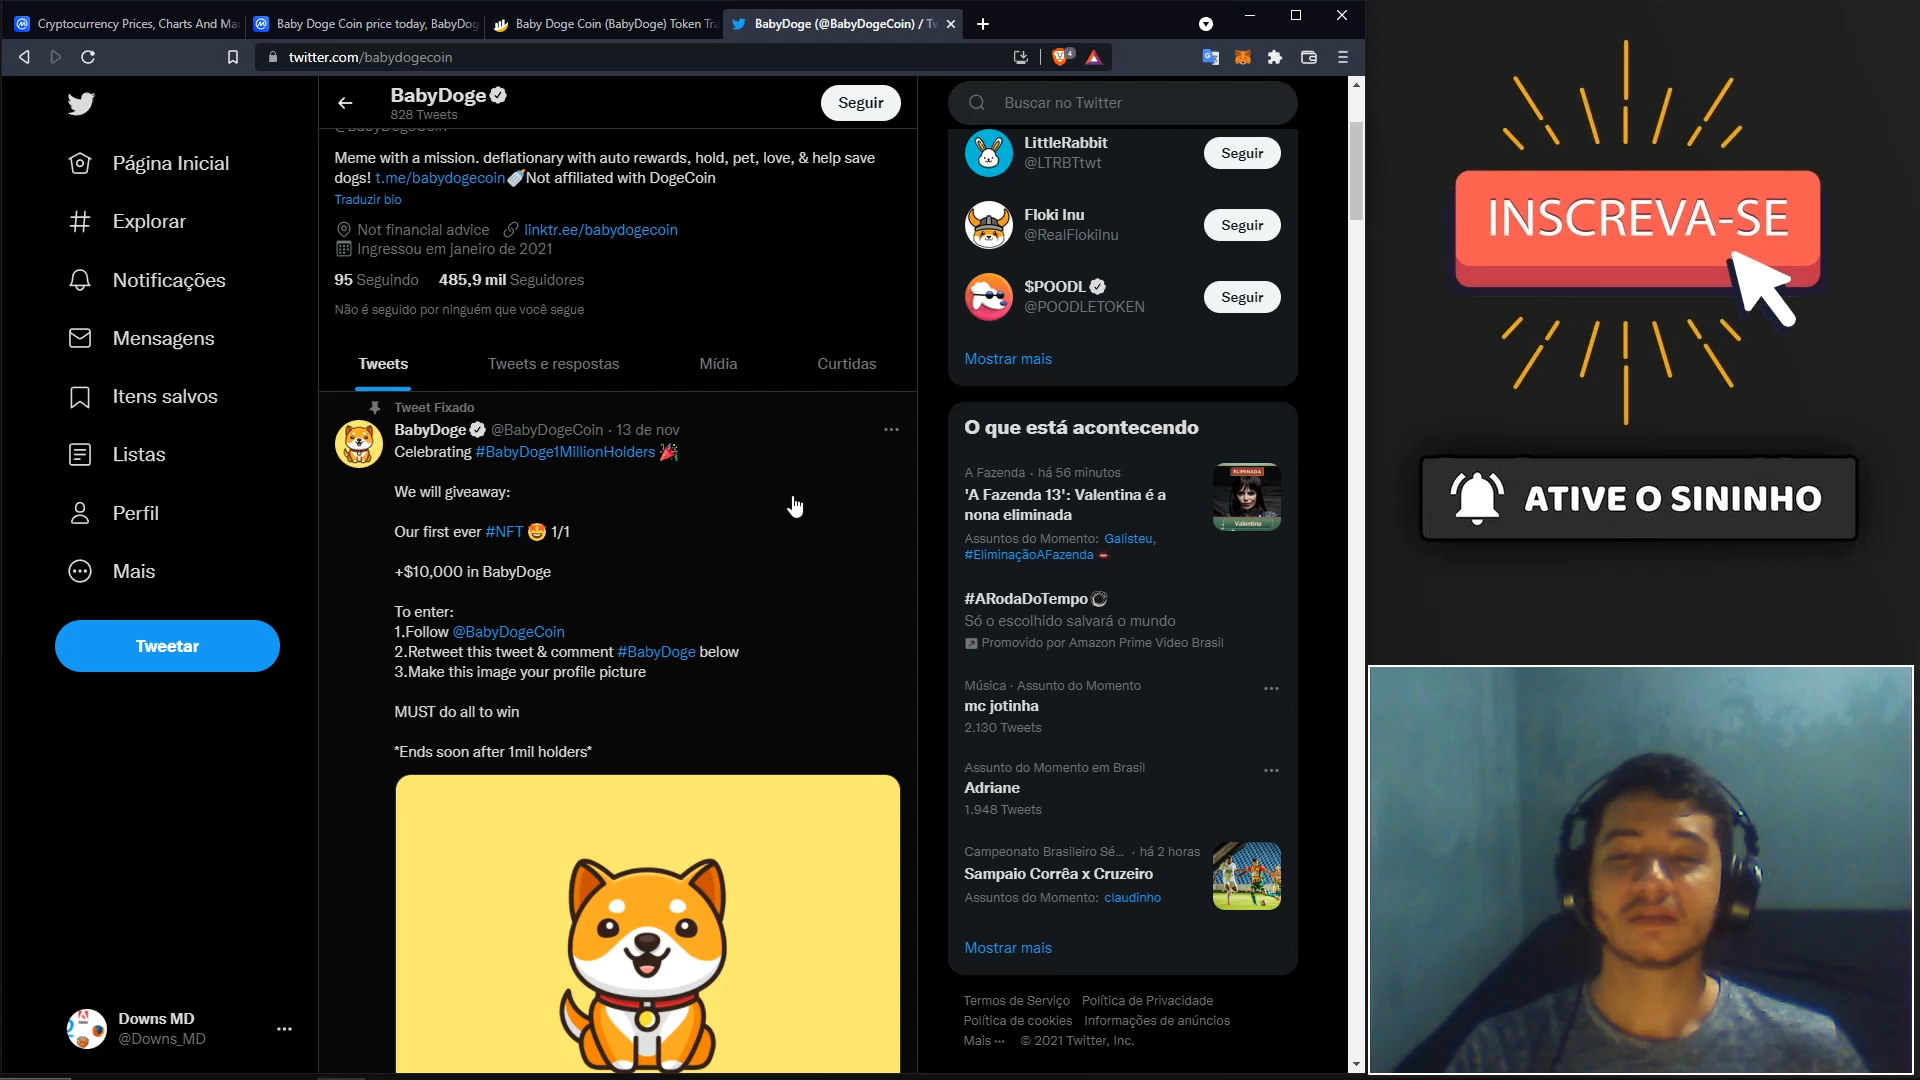 Cryptocurrency Prices, Charts And Ma
Baby Doge Coin price today, BabyDog
Baby Doge Coin (BabyDoge) Token Tra
BabyDoge (@BabyDogeCoin) / Tw
twitter.com/babydogecoin
4
Página Inicial
Explorar
Notificações
Mensagens
Itens salvos
Listas
Perfil
Mais
Tweetar
Downs MD
@Downs_MD
BabyDoge
828 Tweets
Seguir
@BabyDogeCoin
Meme with a mission. deflationary with auto rewards, hold, pet, love, & help save
dogs! t.me/babydogecoin🍼Not affiliated with DogeCoin
Traduzir bio
Not financial advice linktr.ee/babydogecoin
Ingressou em janeiro de 2021
95 Seguindo 485,9 mil Seguidores
Não é seguido por ninguém que você segue
Tweets
Tweets e respostas
Mídia
Curtidas
Tweet Fixado
BabyDoge @BabyDogeCoin · 13 de nov
Celebrating #BabyDoge1MillionHolders 🎉
We will giveaway:
Our first ever #NFT 🤩 1/1
+$10,000 in BabyDoge
To enter:
1.Follow @BabyDogeCoin
2.Retweet this tweet & comment #BabyDoge below
3.Make this image your profile picture
MUST do all to win
*Ends soon after 1mil holders*
Buscar no Twitter
LittleRabbit
@LTRBTtwt
Seguir
Floki Inu
@RealFlokiInu
Seguir
$POODL
@POODLETOKEN
Seguir
Mostrar mais
O que está acontecendo
A Fazenda · há 56 minutos
'A Fazenda 13': Valentina é a
nona eliminada
Assuntos do Momento: Galisteu,
#EliminaçãoAFazenda
ELIMINADA
Valentina
#ARodaDoTempo
Só o escolhido salvará o mundo
Promovido por Amazon Prime Video Brasil
Música · Assunto do Momento
mc jotinha
2.130 Tweets
Assunto do Momento em Brasil
Adriane
1.948 Tweets
Campeonato Brasileiro Sé... · há 2 horas
Sampaio Corrêa x Cruzeiro
Assuntos do Momento: claudinho
Mostrar mais
Termos de Serviço Política de Privacidade
Política de cookies Informações de anúncios
Mais ··· © 2021 Twitter, Inc.
INSCREVA-SE
ATIVE O SININHO